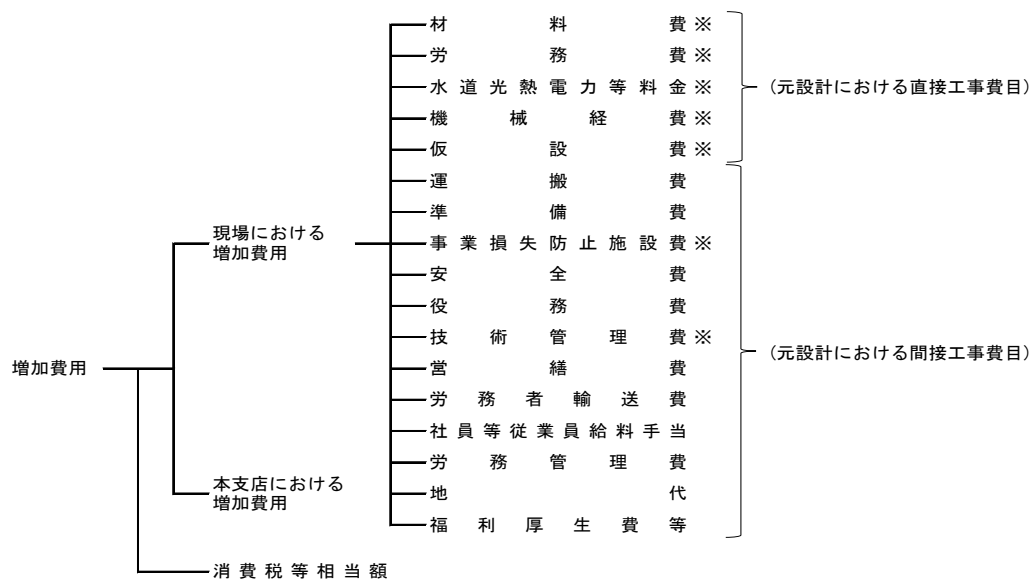 増加費用
現場における
増加費用
本支店における
増加費用
消費税等相当額
材料費※
労務費※
水道光熱電力等料金※
機械経費※
仮設費※
運搬費
準備費
事業損失防止施設費※
安全費
役務費
技術管理費※
営繕費
労務者輸送費
社員等従業員給料手当
労務管理費
地代
福利厚生費等
(元設計における直接工事費目)
(元設計における間接工事費目)